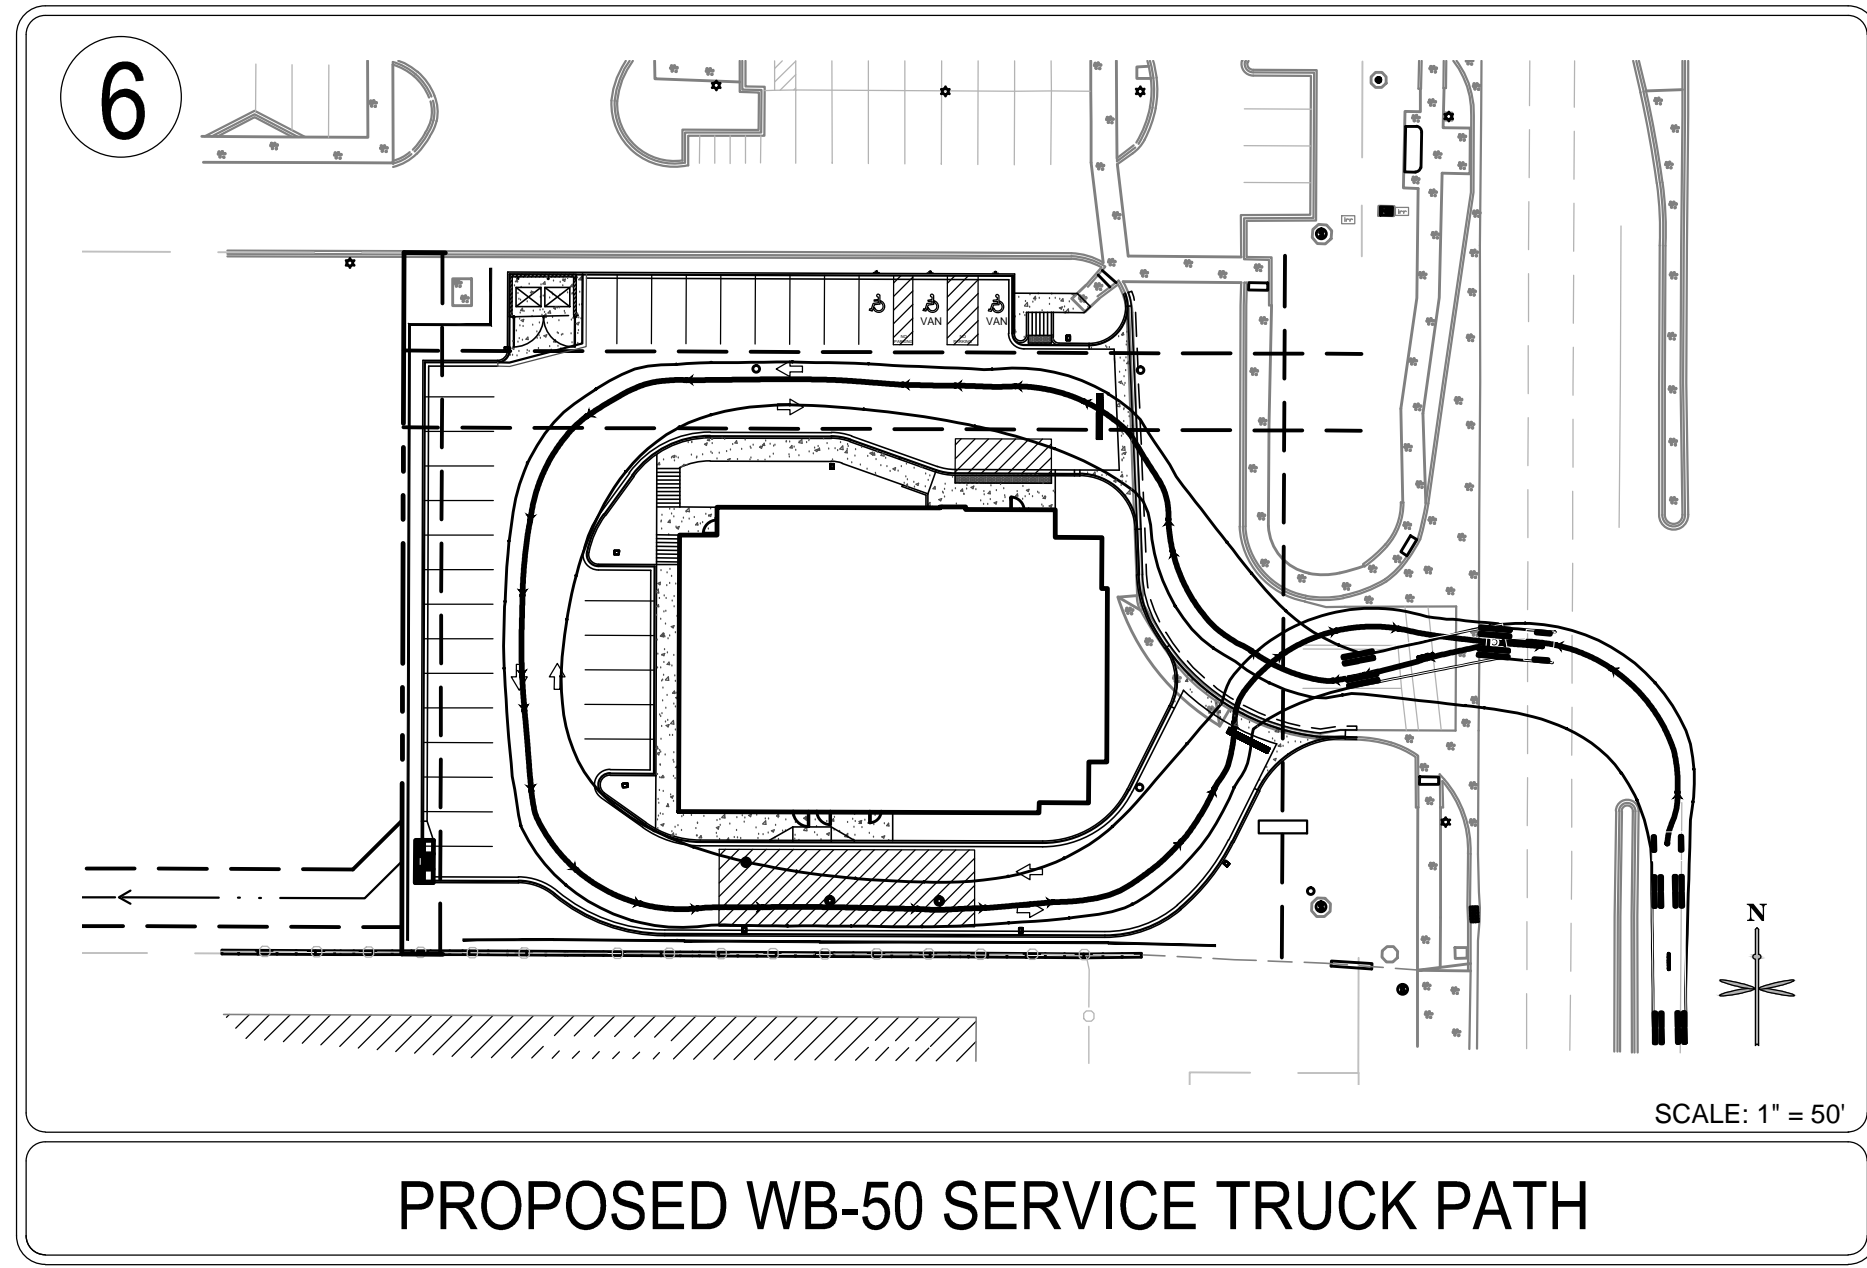 6
VAN
VAN
N
SCALE: 1" = 50'
PROPOSED WB-50 SERVICE TRUCK PATH